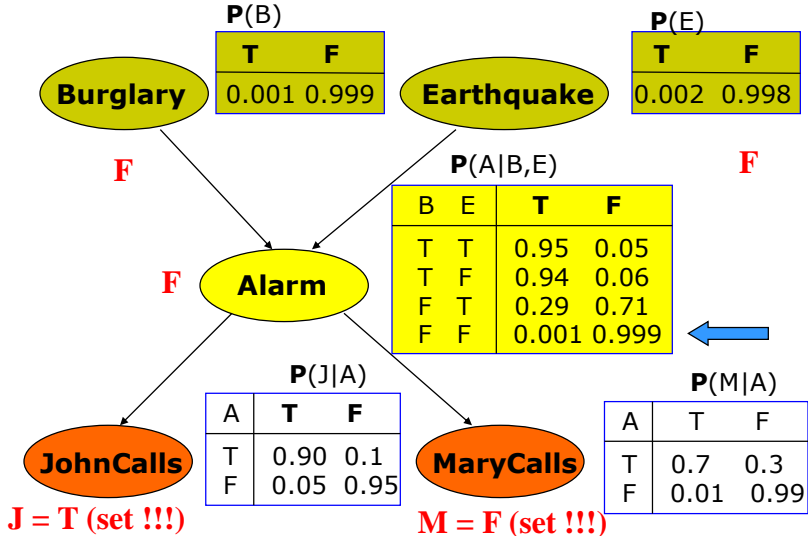 P(B)
T F
0.001 0.999
P(E)
T F
0.002 0.998
Burglary
Earthquake
F
F
P(A|B,E)
B E T F
T T 0.95 0.05
T F 0.94 0.06
F T 0.29 0.71
F F 0.001 0.999
F
Alarm
P(J|A)
A T F
T 0.90 0.1
F 0.05 0.95
P(M|A)
A T F
T 0.7 0.3
F 0.01 0.99
JohnCalls
MaryCalls
J = T (set !!!)
M = F (set !!!)